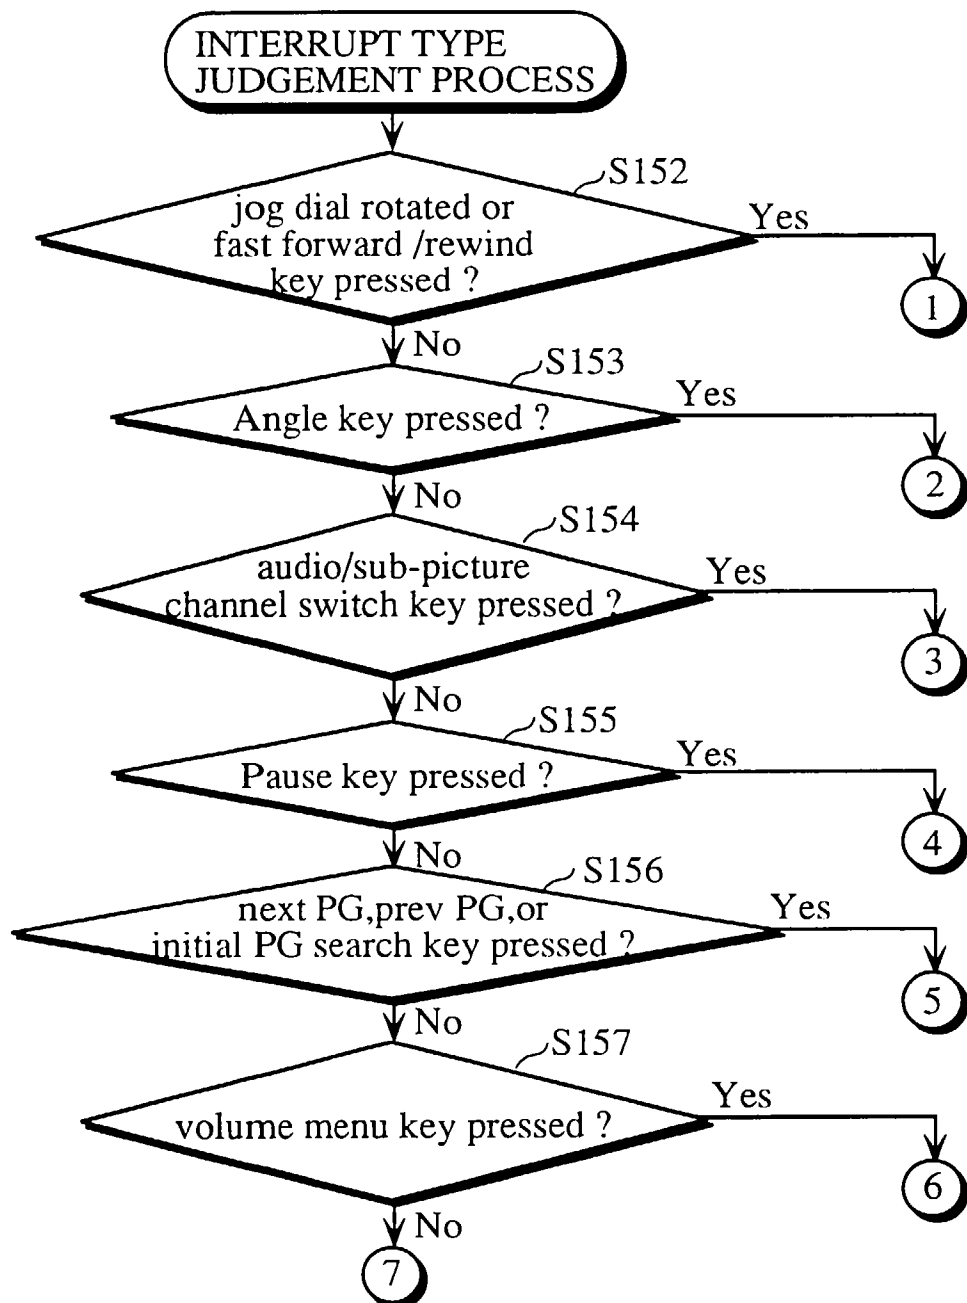 INTERRUPT TYPE
JUDGEMENT PROCESS
S152
jog dial rotated or
fast forward /rewind
key pressed ?
Yes
1
No
S153
Angle key pressed ?
Yes
2
No
S154
audio/sub-picture
channel switch key pressed ?
Yes
3
No
S155
Pause key pressed ?
Yes
4
No
S156
next PG,prev PG,or
initial PG search key pressed ?
Yes
5
No
S157
volume menu key pressed ?
Yes
6
No
7